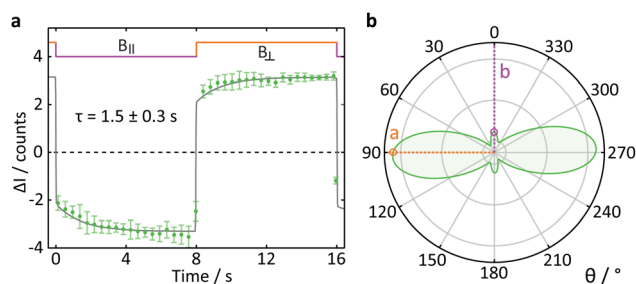 a
B||
B⊥
4
2
0
-2
-4
τ = 1.5 ± 0.3 s
ΔI / counts
0
4
8
12
16
Time / s
b
0
30
330
60
300
b
a
90
270
120
240
150
210
180
θ / °